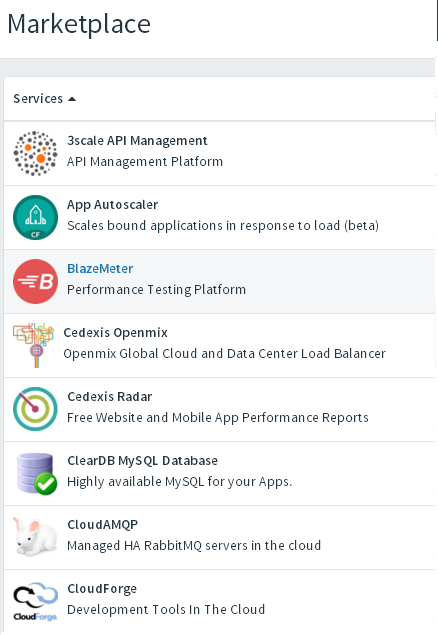 Marketplace
Services
3scale API Management
API Management Platform
App Autoscaler
Scales bound applications in response to load (beta)
CF
BlazeMeter
Performance Testing Platform
B
Cedexis Openmix
Openmix Global Cloud and Data Center Load Balancer
Cedexis Radar
Free Website and Mobile App Performance Reports
ClearDB MySQL Database
Highly available MySQL for your Apps.
CloudAMQP
Managed HA RabbitMQ servers in the cloud
CloudForge
Development Tools In The Cloud
CloudForge